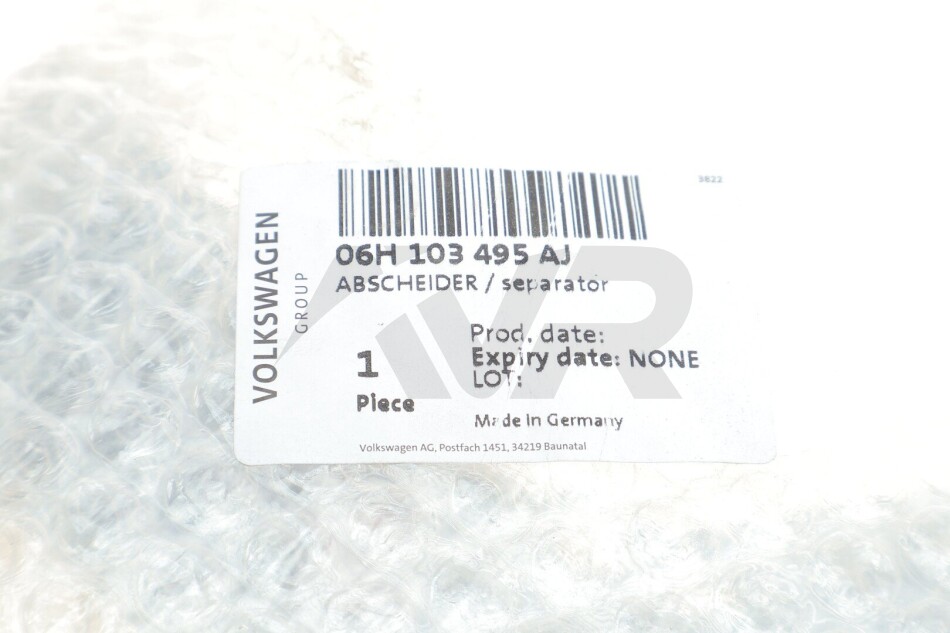 3822
VOLKSWAGEN
GROUP
06H 103 495 AJ
ABSCHEIDER / separator
Prod. date:
1
Expiry date: NONE
LOT:
Piece
Made In Germany
Volkswagen AG, Postfach 1451, 34219 Baunatal
IVR